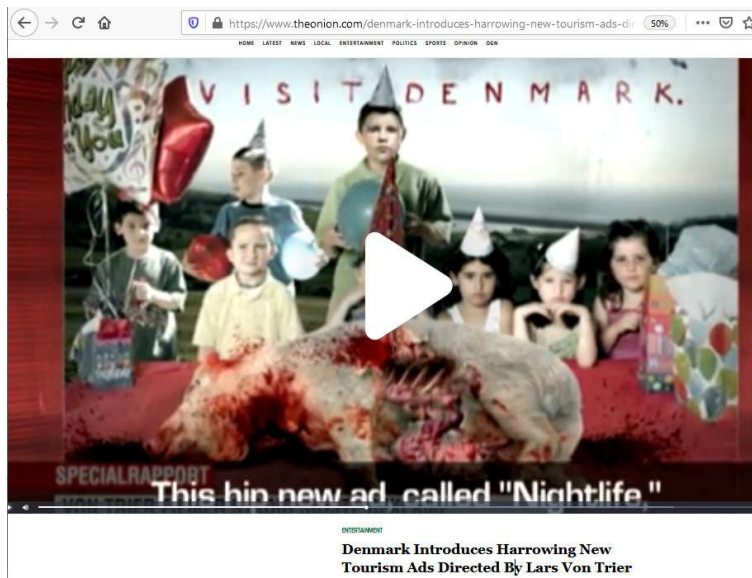 https://www.theonion.com/denmark-introduces-harrowing-new-tourism-ads-dir
50%
HOME LATEST NEWS LOCAL ENTERTAINMENT POLITICS SPORTS OPINION OGN
day
You
VISIT DENMARK.
SPECIALRAPPORT
VON TRIER
This hip new ad, called "Nightlife,"
ENTERTAINMENT
Denmark Introduces Harrowing New
Tourism Ads Directed By Lars Von Trier